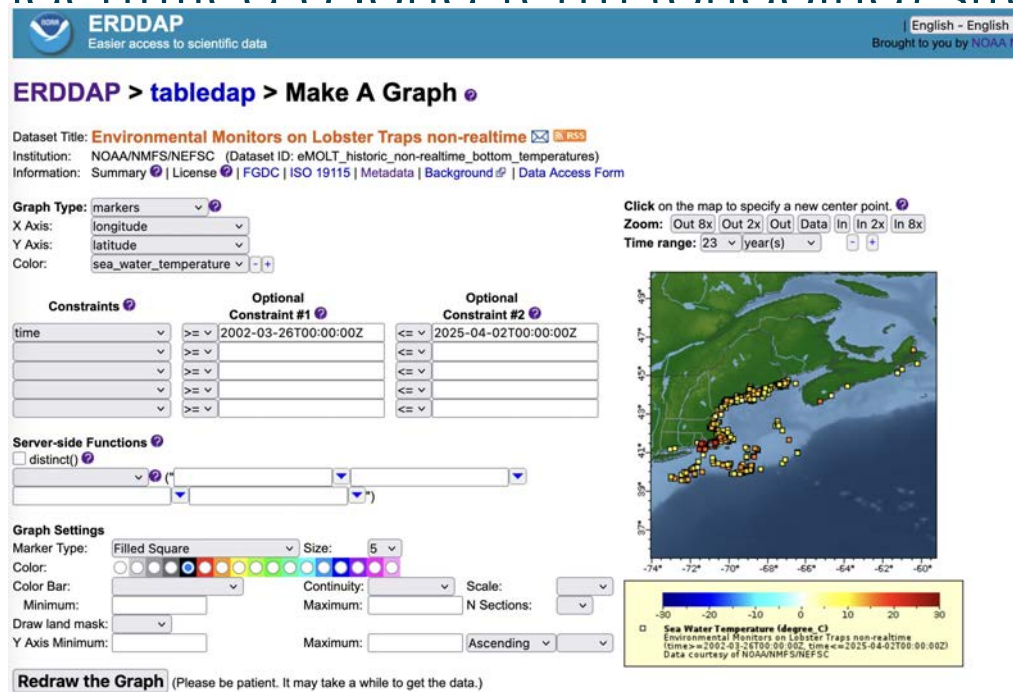 NOAA
ERDDAP
Easier access to scientific data
| English - English
Brought to you by NOAA
ERDDAP > tabledap > Make A Graph
Dataset Title: Environmental Monitors on Lobster Traps non-realtime RSS
Institution: NOAA/NMFS/NEFSC (Dataset ID: eMOLT_historic_non-realtime_bottom_temperatures)
Information: Summary ? | License ? | FGDC | ISO 19115 | Metadata | Background | Data Access Form
Graph Type: markers ?
X Axis: longitude
Y Axis: latitude
Color: sea_water_temperature - +
Constraints ? Optional Constraint #1 ? Optional Constraint #2 ?
time >= 2002-03-26T00:00:00Z <= 2025-04-02T00:00:00Z
>= <=
>= <=
>= <=
>= <=
Server-side Functions ?
distinct() ?
? ("
")
Graph Settings
Marker Type: Filled Square Size: 5
Color:
Color Bar: Continuity: Scale:
Minimum: Maximum: N Sections:
Draw land mask:
Y Axis Minimum: Maximum: Ascending
Redraw the Graph (Please be patient. It may take a while to get the data.)
Click on the map to specify a new center point. ?
Zoom: Out 8x Out 2x Out Data In In 2x In 8x
Time range: 23 year(s) - +
49°
47°
45°
43°
41°
39°
37°
-74° -72° -70° -68° -66° -64° -62° -60°
-30 -20 -10 0 10 20 30
Sea Water Temperature (degree_C)
Environmental Monitors on Lobster Traps non-realtime
(time>=2002-03-26T00:00:00Z, time<=2025-04-02T00:00:00Z)
Data courtesy of NOAA/NMFS/NEFSC